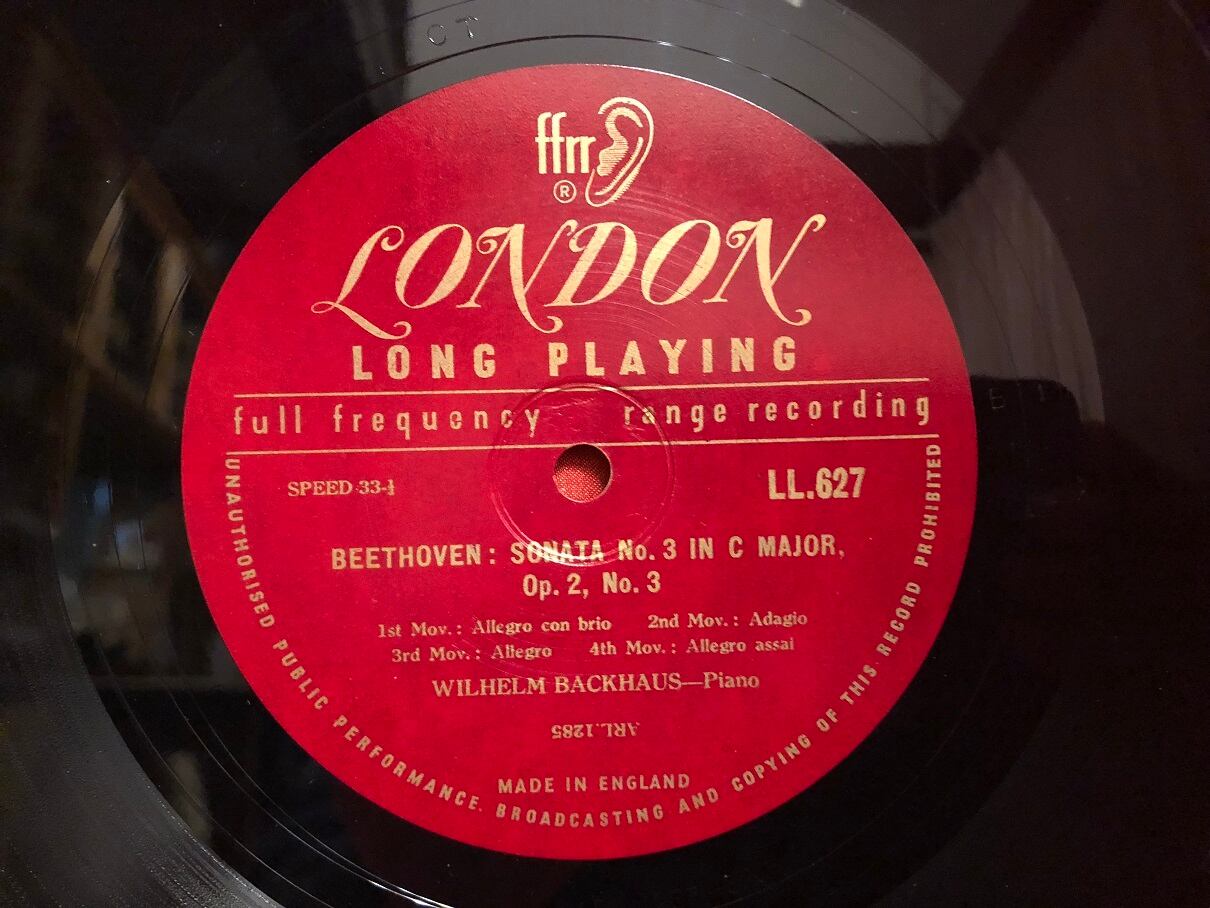 CT
ffrr
®
LONDON
LONG PLAYING
full frequency range recording
SPEED 33-⅓
LL.627
BEETHOVEN: SONATA No. 3 IN C MAJOR,
Op. 2, No. 3
1st Mov.: Allegro con brio 2nd Mov.: Adagio
3rd Mov.: Allegro 4th Mov.: Allegro assai
WILHELM BACKHAUS—Piano
ARL.1285
MADE IN ENGLAND
UNAUTHORISED PUBLIC PERFORMANCE. BROADCASTING AND COPYING OF THIS RECORD PROHIBITED